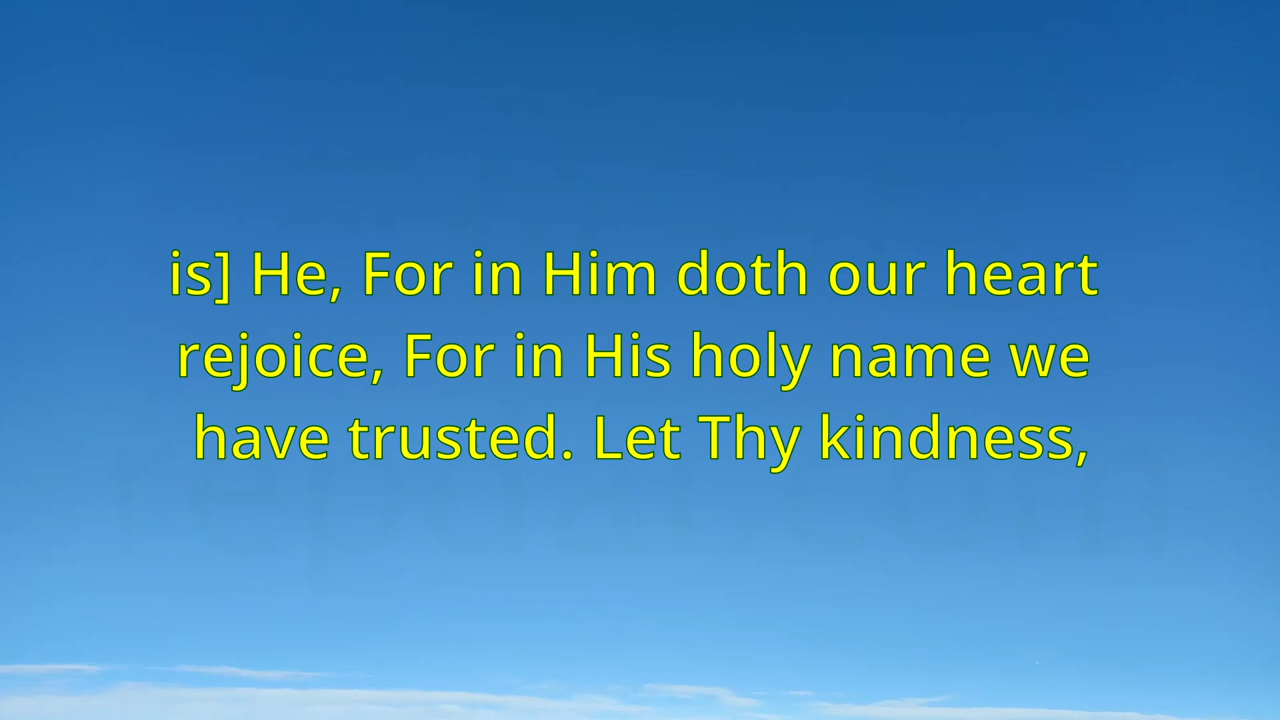 is] He, For in Him doth our heart
rejoice, For in His holy name we
have trusted. Let Thy kindness,